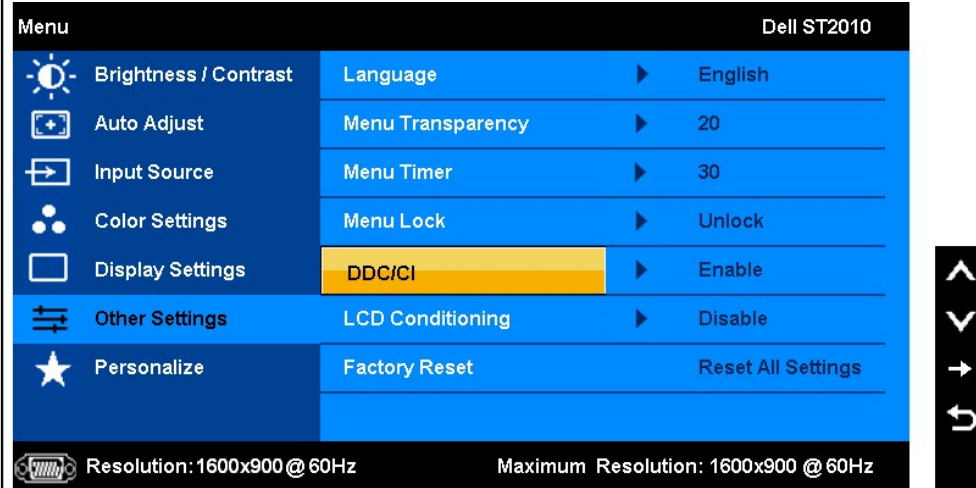 Menu Dell ST2010
Brightness / Contrast Language English
Auto Adjust Menu Transparency 20
Input Source Menu Timer 30
Color Settings Menu Lock Unlock
Display Settings DDC/CI Enable
Other Settings LCD Conditioning Disable
Personalize Factory Reset Reset All Settings
Resolution: 1600x900 @ 60Hz Maximum Resolution: 1600x900 @ 60Hz